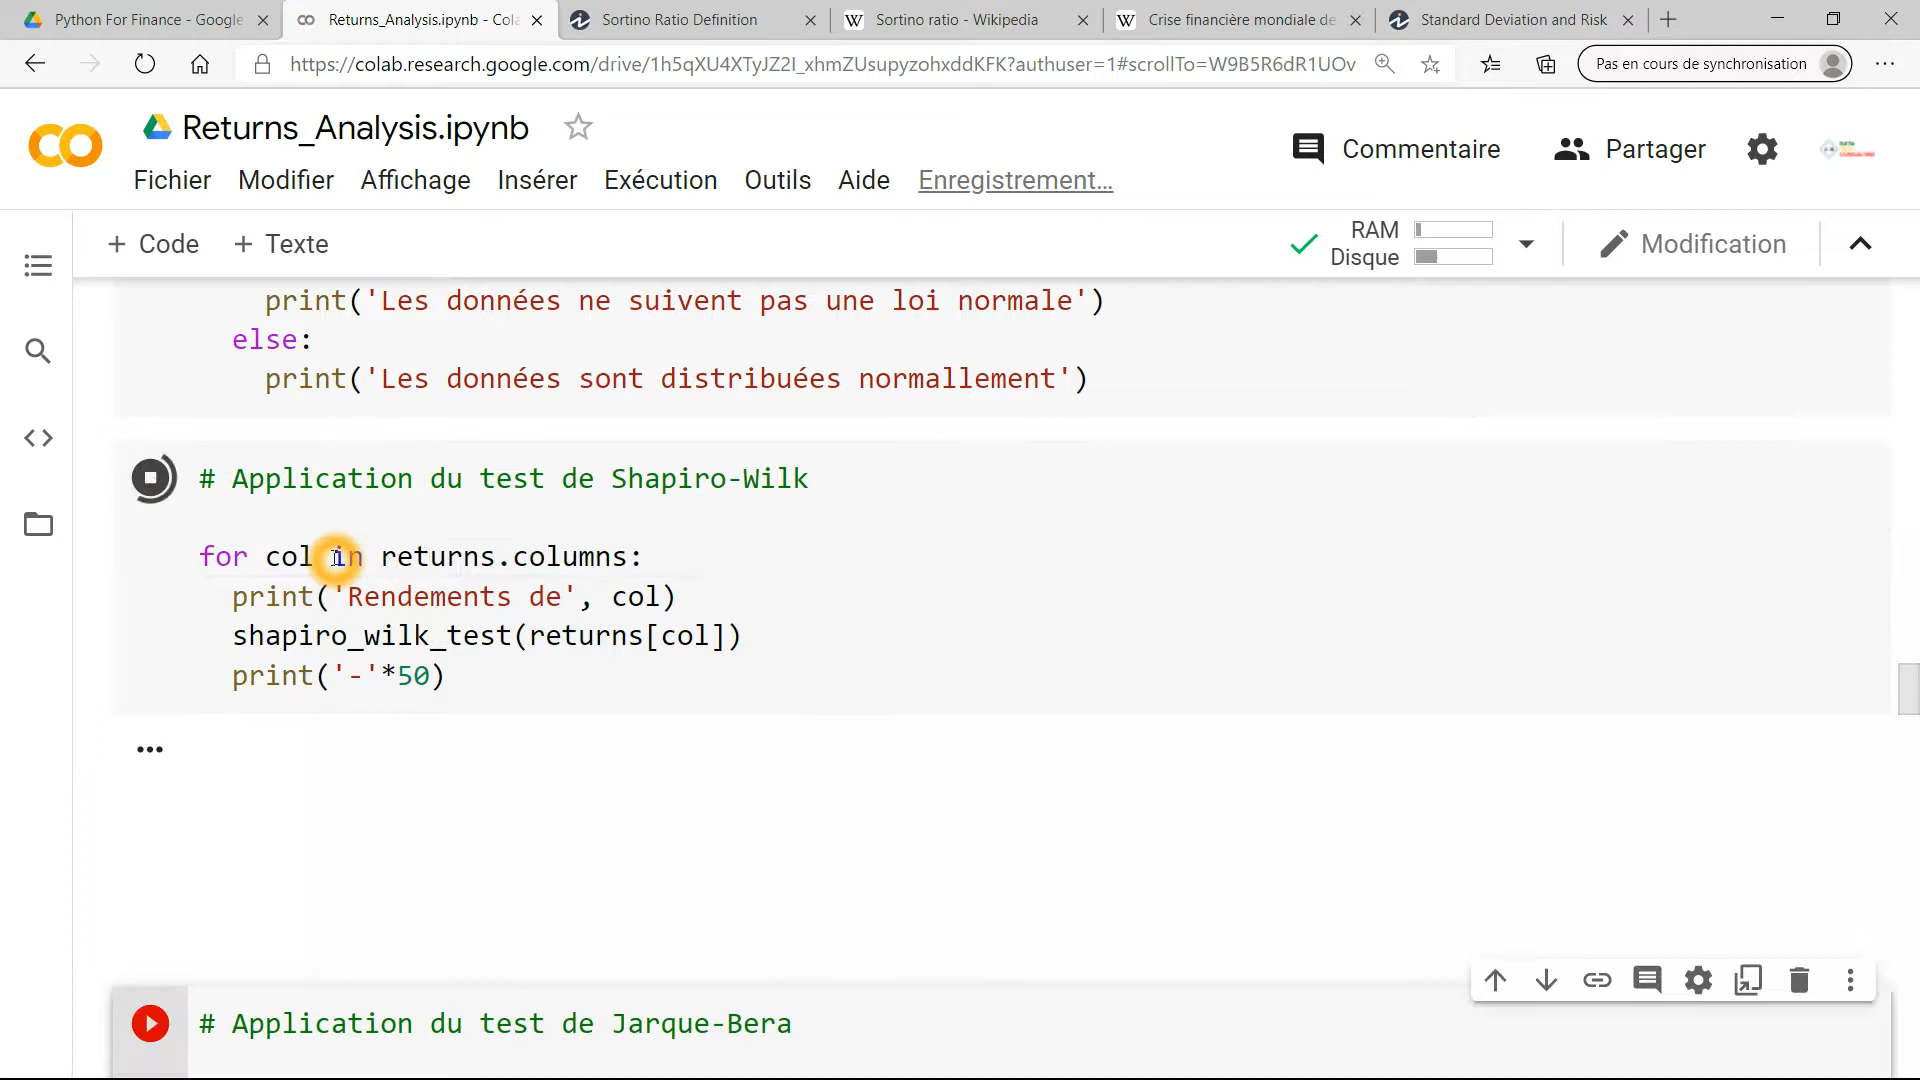 Python For Finance - Google
Returns_Analysis.ipynb - Cola
Sortino Ratio Definition
Sortino ratio - Wikipedia
Crise financière mondiale de
Standard Deviation and Risk
https://colab.research.google.com/drive/1h5qXU4XTyJZ2I_xhmZUsupyzohxddKFK?authuser=1#scrollTo=W9B5R6dR1UOv
Pas en cours de synchronisation
Returns_Analysis.ipynb
Commentaire
Partager
Fichier Modifier Affichage Insérer Exécution Outils Aide Enregistrement…
+ Code + Texte
RAM
Disque
Modification
print('Les données ne suivent pas une loi normale')
else:
print('Les données sont distribuées normallement')
# Application du test de Shapiro-Wilk
for col in returns.columns:
print('Rendements de', col)
shapiro_wilk_test(returns[col])
print('-'*50)
# Application du test de Jarque-Bera